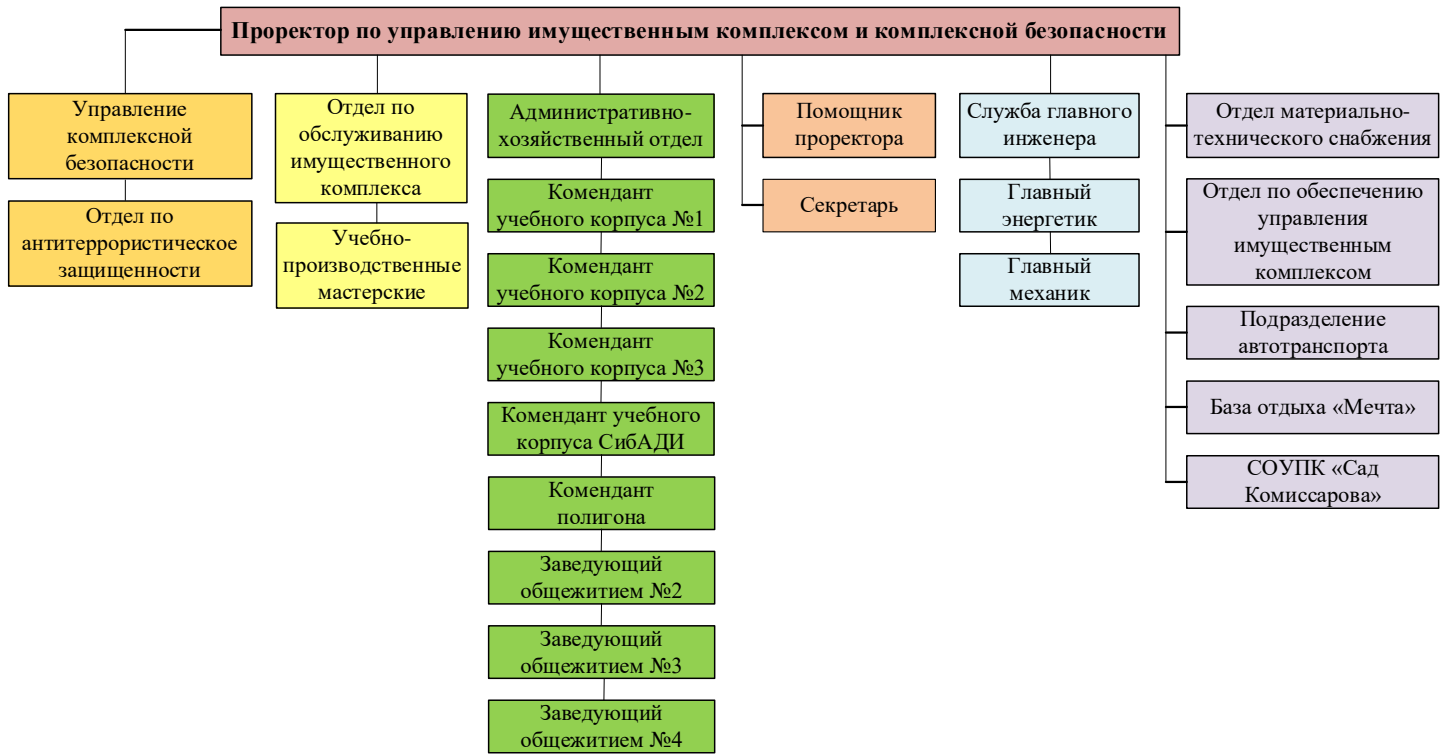 Проректор по управлению имущественным комплексом и комплексной безопасности
Управление
комплексной
безопасности
Отдел по
антитеррористическое
защищенности
Отдел по
обслуживанию
имущественного
комплекса
Учебно-
производственные
мастерские
Административно-
хозяйственный отдел
Комендант
учебного корпуса №1
Комендант
учебного корпуса №2
Комендант
учебного корпуса №3
Комендант учебного
корпуса СибАДИ
Комендант
полигона
Заведующий
общежитием №2
Заведующий
общежитием №3
Заведующий
общежитием №4
Помощник
проректора
Секретарь
Служба главного
инженера
Главный
энергетик
Главный
механик
Отдел материально-
технического снабжения
Отдел по обеспечению
управления
имущественным
комплексом
Подразделение
автотранспорта
База отдыха «Мечта»
СОУПК «Сад
Комиссарова»